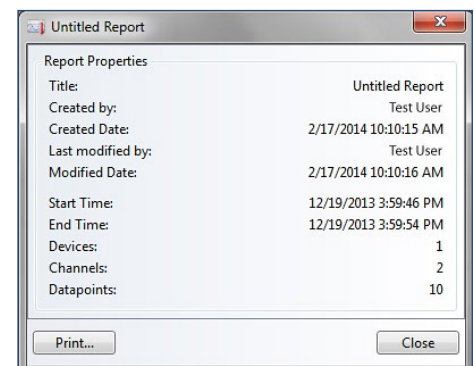 Untitled Report
Report Properties
Title: Untitled Report
Created by: Test User
Created Date: 2/17/2014 10:10:15 AM
Last modified by: Test User
Modified Date: 2/17/2014 10:10:16 AM
Start Time: 12/19/2013 3:59:46 PM
End Time: 12/19/2013 3:59:54 PM
Devices: 1
Channels: 2
Datapoints: 10
Print... Close